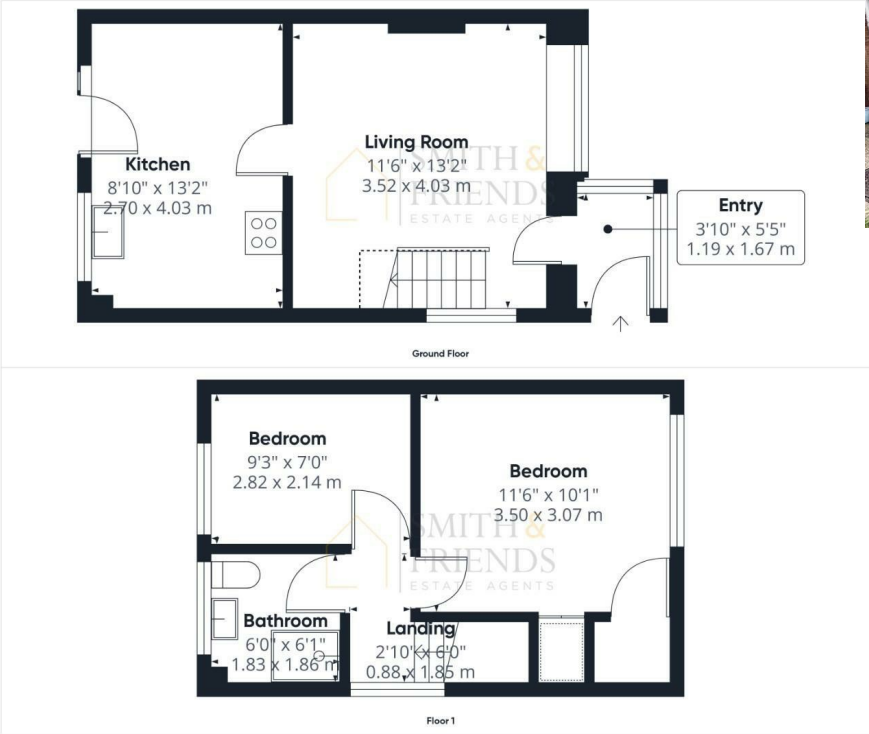 Kitchen
8'10" x 13'2"
2.70 x 4.03 m
Living Room
11'6" x 13'2"
3.52 x 4.03 m
SMITH &
FRIENDS
ESTATE AGENTS
Entry
3'10" x 5'5"
1.19 x 1.67 m
Ground Floor
Bedroom
9'3" x 7'0"
2.82 x 2.14 m
Bedroom
11'6" x 10'1"
3.50 x 3.07 m
SMITH &
FRIENDS
ESTATE AGENTS
Bathroom
6'0" x 6'1"
1.83 x 1.86 m
Landing
2'10" x 6'0"
0.88 x 1.85 m
Floor 1